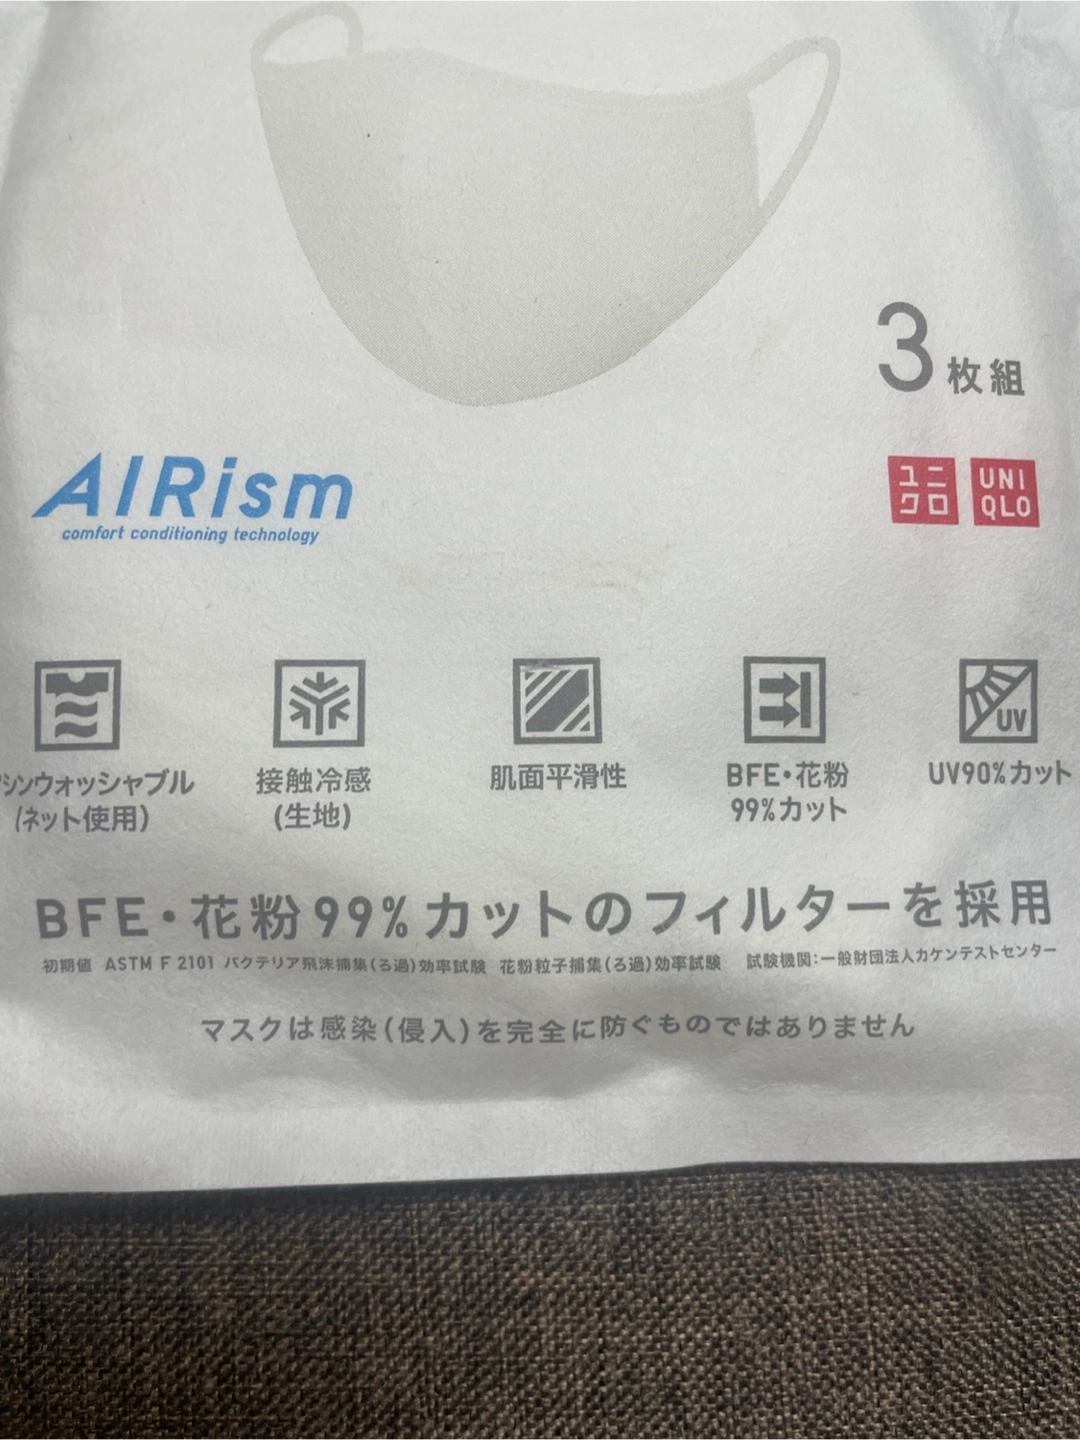 3枚組
AIRism
comfort conditioning technology
ユニクロ
UNIQLO
シンウォッシャブル
(ネット使用)
接触冷感
(生地)
肌面平滑性
BFE・花粉
99%カット
UV
UV90%カット
BFE・花粉99%カットのフィルターを採用
初期値 ASTM F 2101 バクテリア飛沫捕集(ろ過)効率試験 花粉粒子捕集(ろ過)効率試験 試験機関:一般財団法人カケンテストセンター
マスクは感染(侵入)を完全に防ぐものではありません